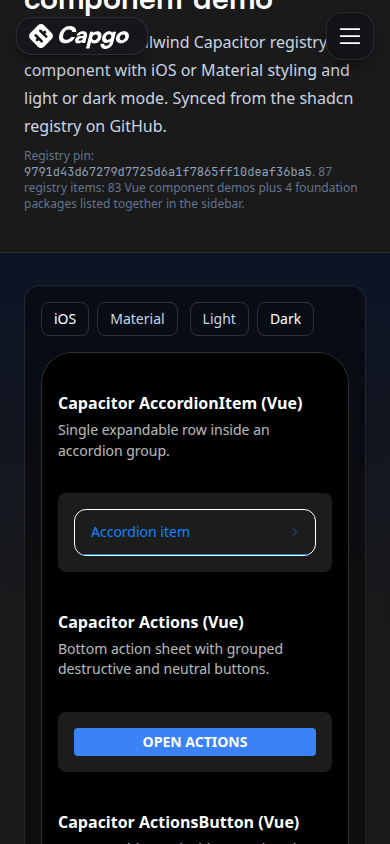 component demo
Capgo
lwind Capacitor registry
component with iOS or Material styling and
light or dark mode. Synced from the shadcn
registry on GitHub.
Registry pin:
9791d43d67279d7725d6a1f7865ff10deaf36ba5. 87
registry items: 83 Vue component demos plus 4 foundation
packages listed together in the sidebar.
iOS Material Light Dark
Capacitor AccordionItem (Vue)
Single expandable row inside an
accordion group.
Accordion item
Capacitor Actions (Vue)
Bottom action sheet with grouped
destructive and neutral buttons.
OPEN ACTIONS
Capacitor ActionsButton (Vue)